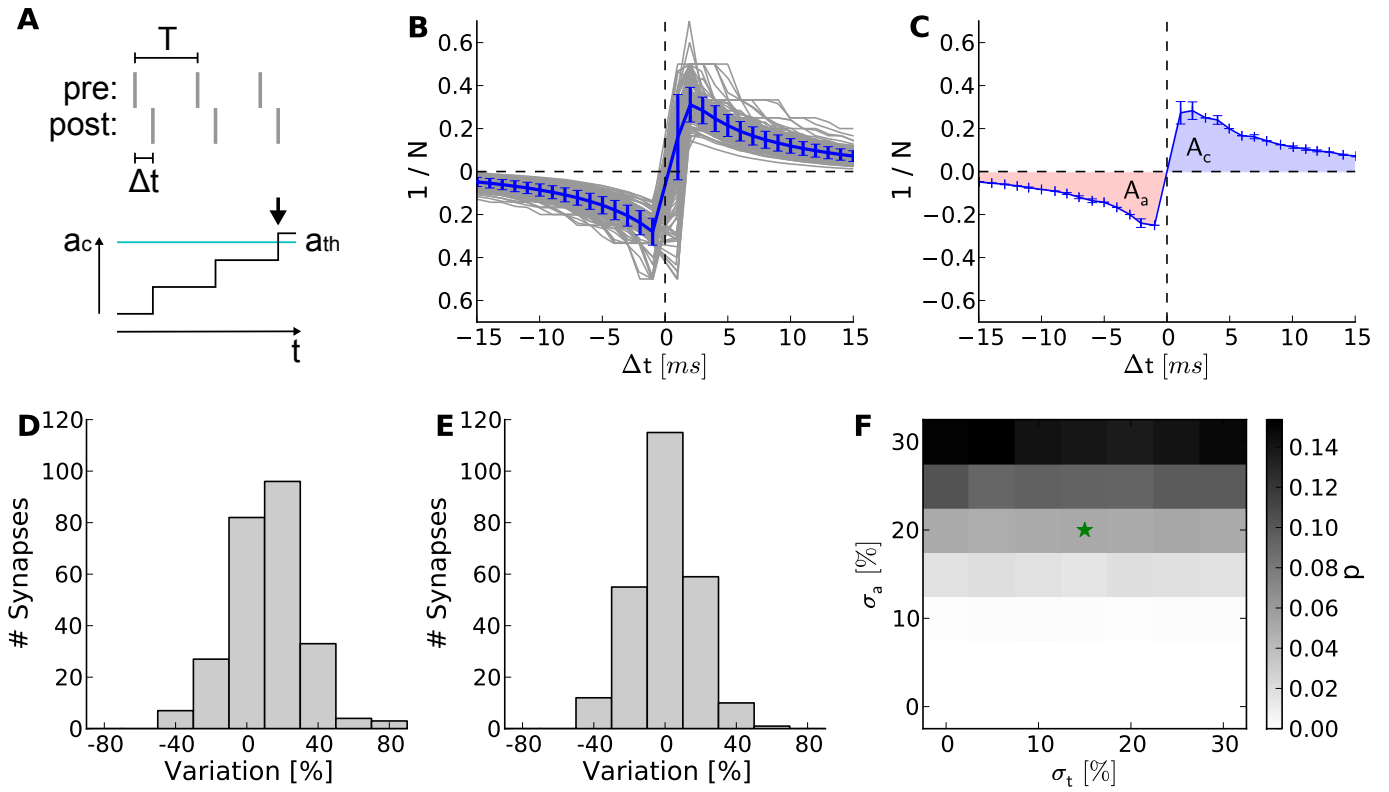 A
T
pre:
post:
Δt
ac
ath
t
B
1 / N
0.6
0.4
0.2
0
0.2
−0.4
0.6
−15 −10 −5 0 5 10 15
Δt [ms]
C
1 / N
0.6
0.4
0.2
0.0
−0.2
−0.4
−0.6
Ac
Aa
−15 −10 −5 0 5 10 15
Δt [ms]
D
# Synapses
120
100
80
60
40
20
0
-80 -40 0 40 80
Variation [%]
E
# Synapses
120
100
80
60
40
20
0
-80 -40 0 40 80
Variation [%]
F
σa [%]
30
20
10
0
0 10 20 30
σt [%]
0.14
0.12
0.10
0.08
0.06
0.04
0.02
0.00
p